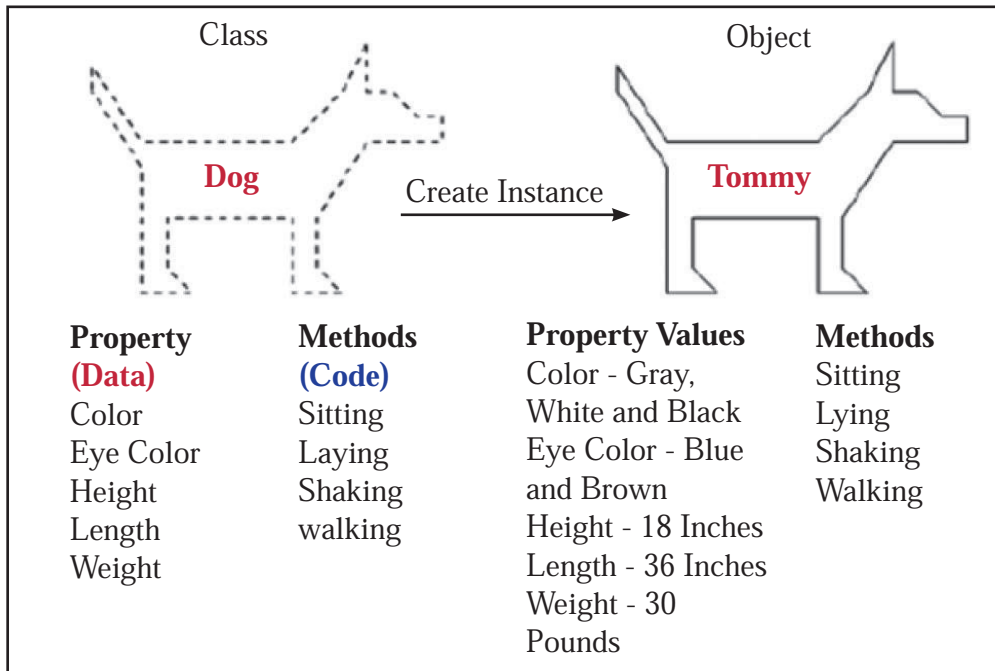 Class
Object
Dog
Create Instance
Tommy
Property
(Data)
Color
Eye Color
Height
Length
Weight
Methods
(Code)
Sitting
Laying
Shaking
walking
Property Values
Color - Gray,
White and Black
Eye Color - Blue
and Brown
Height - 18 Inches
Length - 36 Inches
Weight - 30
Pounds
Methods
Sitting
Lying
Shaking
Walking